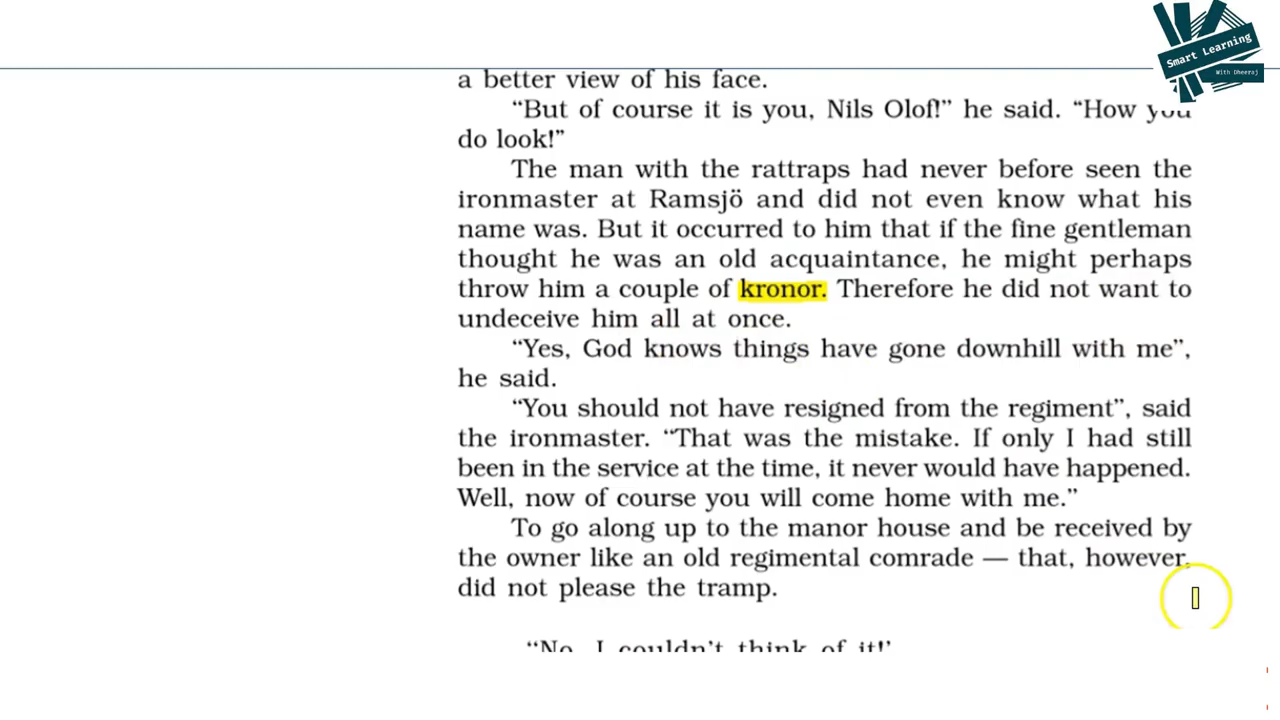 Smart Learning
With Dheeraj
a better view of his face.
“But of course it is you, Nils Olof!” he said. “How you
do look!”
The man with the rattraps had never before seen the
ironmaster at Ramsjö and did not even know what his
name was. But it occurred to him that if the fine gentleman
thought he was an old acquaintance, he might perhaps
throw him a couple of kronor. Therefore he did not want to
undeceive him all at once.
“Yes, God knows things have gone downhill with me”,
he said.
“You should not have resigned from the regiment”, said
the ironmaster. “That was the mistake. If only I had still
been in the service at the time, it never would have happened.
Well, now of course you will come home with me.”
To go along up to the manor house and be received by
the owner like an old regimental comrade — that, however,
did not please the tramp.
“No, I couldn’t think of it!’